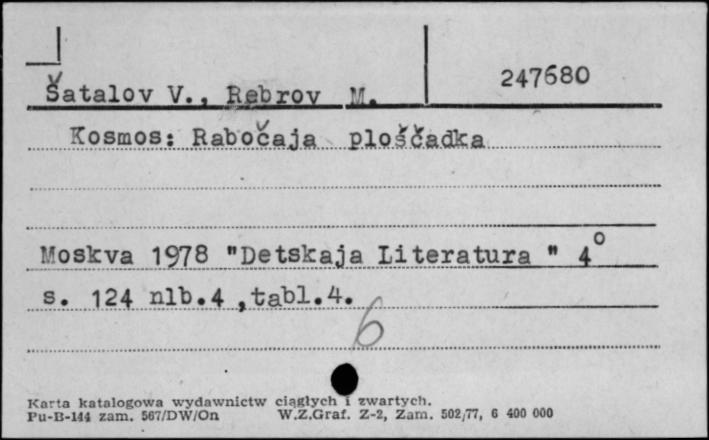 Šatalov V., Rebrov M. 247680
Kosmos: Rabočaja ploščadka
Moskva 1978 "Detskaja Literatura " 4°
s. 124 nlb.4 ,tabl.4.
6
Karta katalogowa wydawnictw ciągłych i zwartych.
Pu-B-144 zam. 567/DW/On W.Z.Graf. Z-2, Zam. 502/77, 6 400 000